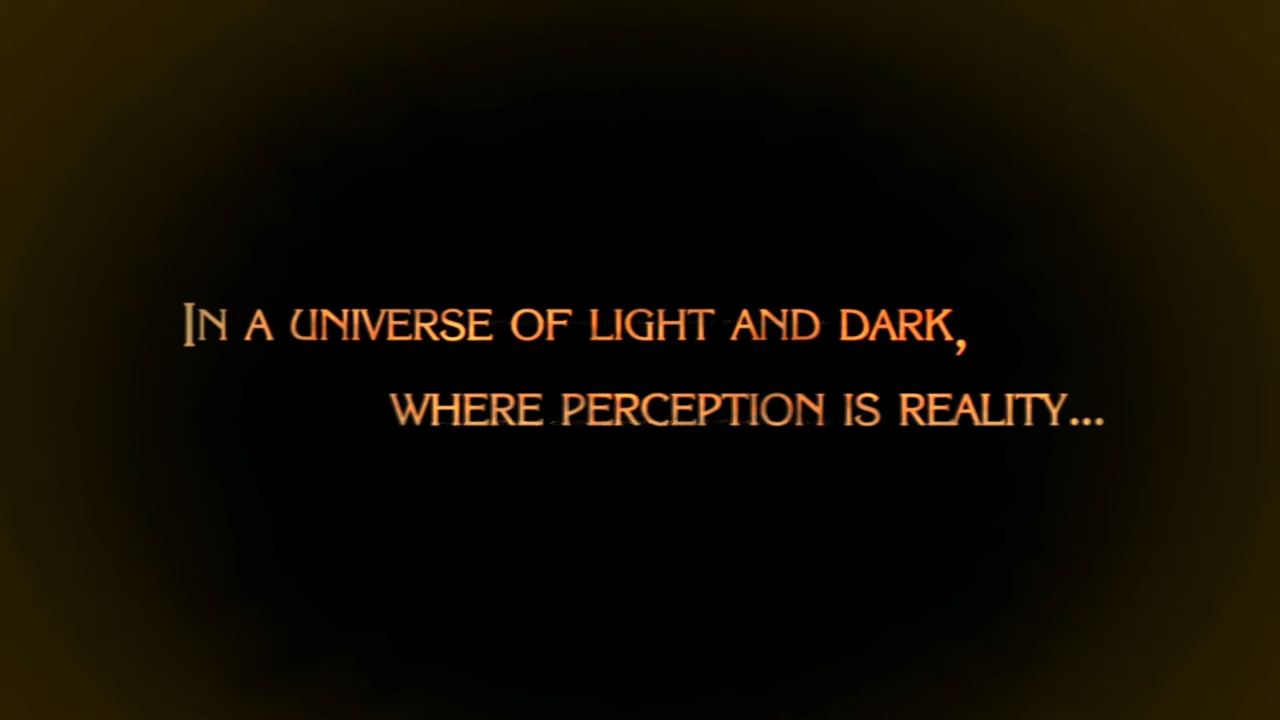 In a universe of light and dark,
where perception is reality...